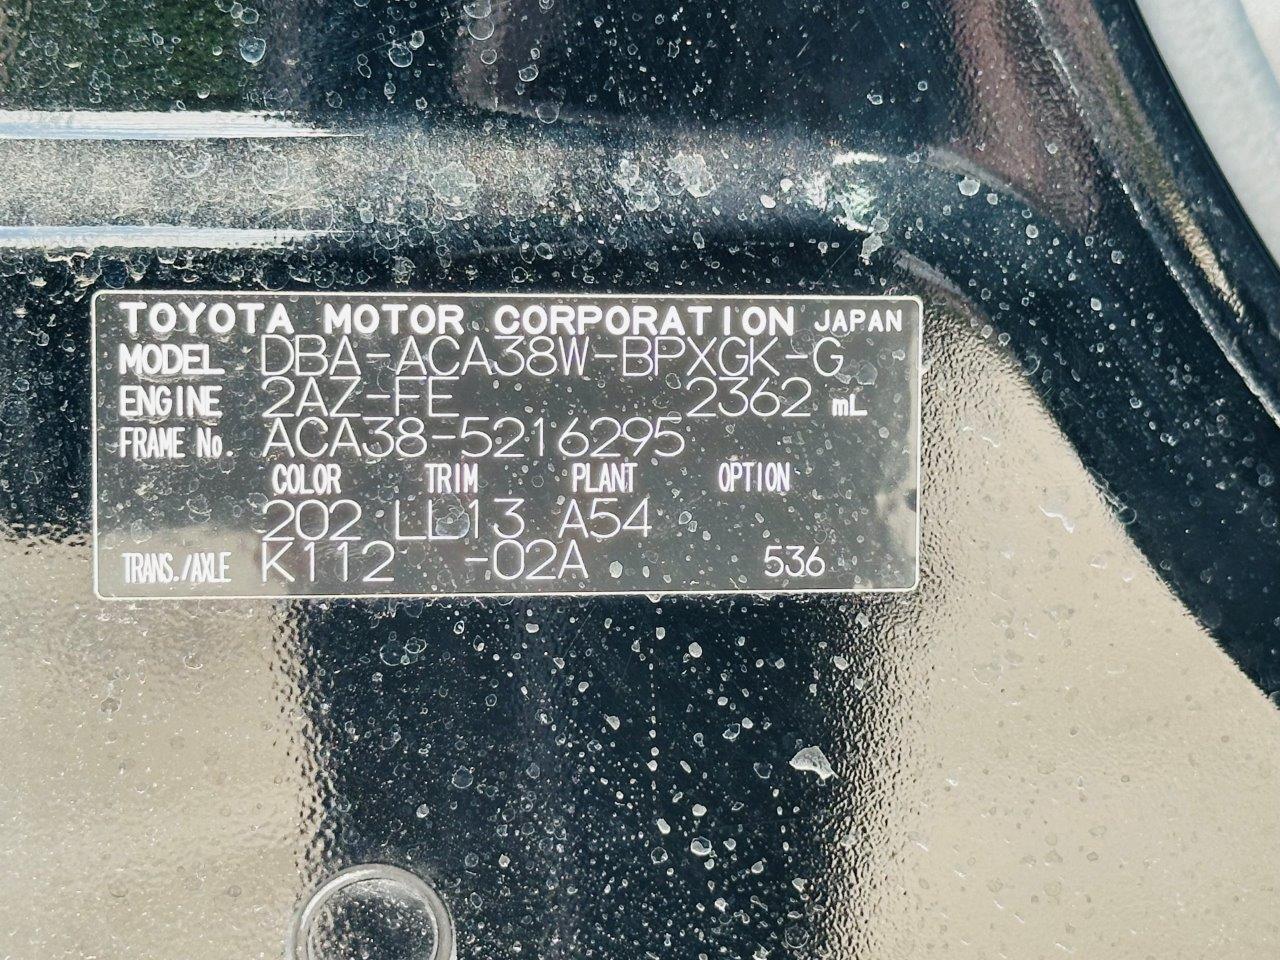 TOYOTA MOTOR CORPORATION JAPAN
MODEL DBA-ACA38W-BPXGK-G
ENGINE 2AZ-FE 2362 mL
FRAME No. ACA38-5216295
COLOR TRIM PLANT OPTION
202 LL13 A54
TRANS./AXLE K112 -02A 536